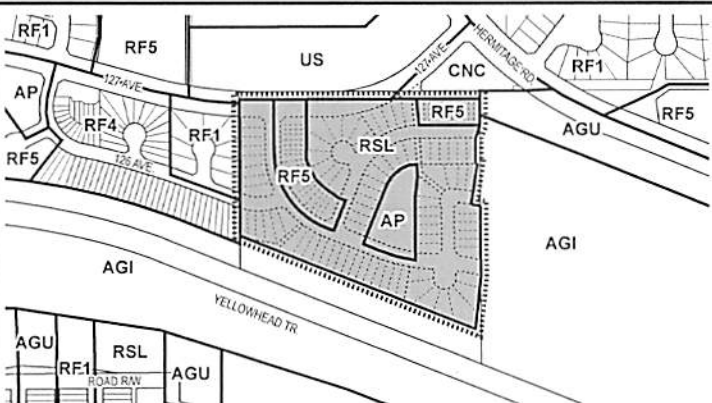 RF1
RF5
US
127 AVE
HERMITAGE RD
CNC
RF1
127 AVE
AP
RF4
RF1
RF5
RF5
AGU
RSL
RF5
126 AVE
RF5
AP
AGI
AGI
YELLOWHEAD TR
AGU
RF1
RSL
AGU
ROAD R/W